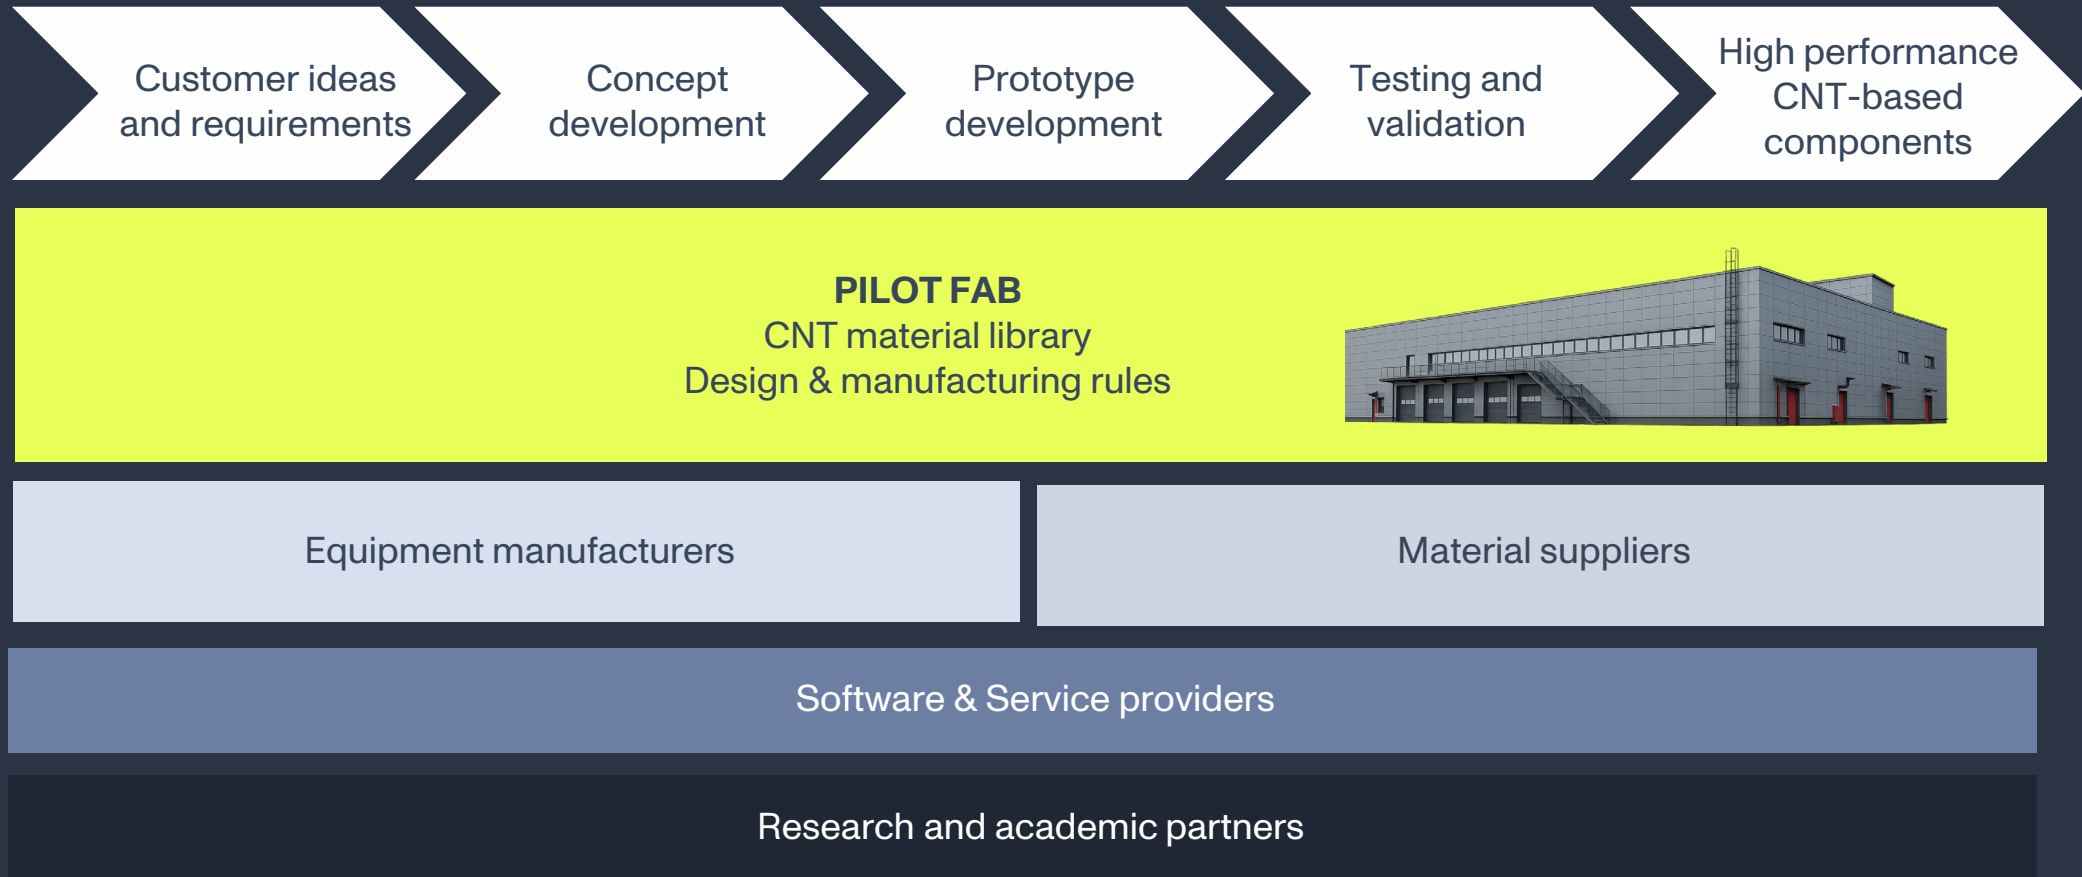 Customer ideas
and requirements
Concept
development
Prototype
development
Testing and
validation
High performance
CNT-based
components
PILOT FAB
CNT material library
Design & manufacturing rules
Equipment manufacturers
Material suppliers
Software & Service providers
Research and academic partners